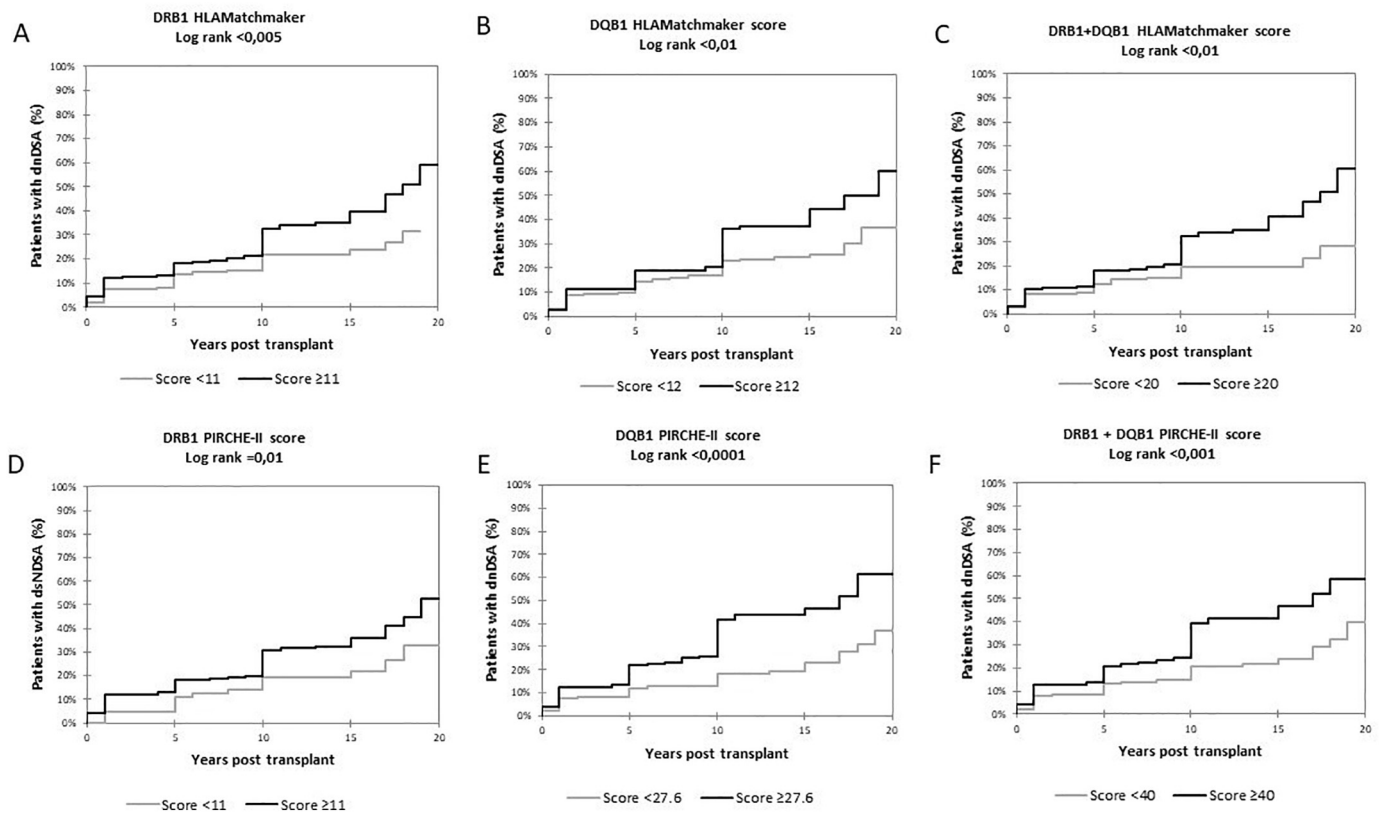 A
DRB1 HLAMatchmaker
Log rank <0,005
Patients with dnDSA (%)
100%
90%
80%
70%
60%
50%
40%
30%
20%
10%
0%
0 5 10 15 20
Years post transplant
Score <11 Score ≥11
B
DQB1 HLAMatchmaker score
Log rank <0,01
Patients with dnDSA (%)
100%
90%
80%
70%
60%
50%
40%
30%
20%
10%
0%
0 5 10 15 20
Years post transplant
Score <12 Score ≥12
C
DRB1+DQB1 HLAMatchmaker score
Log rank <0,01
Patients with dnDSA (%)
100%
90%
80%
70%
60%
50%
40%
30%
20%
10%
0%
0 5 10 15 20
Years post transplant
Score <20 Score ≥20
D
DRB1 PIRCHE-II score
Log rank =0,01
Patients with dsNDSA (%)
100%
90%
80%
70%
60%
50%
40%
30%
20%
10%
0%
0 5 10 15 20
Years post transplant
Score <11 Score ≥11
E
DQB1 PIRCHE-II score
Log rank <0,0001
Patients with dnDSA (%)
100%
90%
80%
70%
60%
50%
40%
30%
20%
10%
0%
0 5 10 15 20
Years post transplant
Score <27.6 Score ≥27.6
F
DRB1 + DQB1 PIRCHE-II score
Log rank <0,001
Patients with dnDSA (%)
100%
90%
80%
70%
60%
50%
40%
30%
20%
10%
0%
0 5 10 15 20
Years post transplant
Score <40 Score ≥40